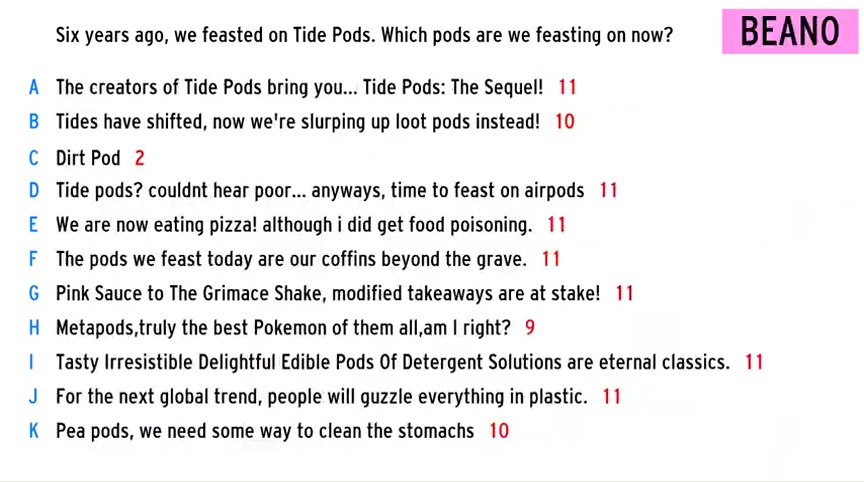 Six years ago, we feasted on Tide Pods. Which pods are we feasting on now?
BEANO
A The creators of Tide Pods bring you... Tide Pods: The Sequel! 11
B Tides have shifted, now we're slurping up loot pods instead! 10
C Dirt Pod 2
D Tide pods? couldnt hear poor... anyways, time to feast on airpods 11
E We are now eating pizza! although i did get food poisoning. 11
F The pods we feast today are our coffins beyond the grave. 11
G Pink Sauce to The Grimace Shake, modified takeaways are at stake! 11
H Metapods,truly the best Pokemon of them all,am I right? 9
I Tasty Irresistible Delightful Edible Pods Of Detergent Solutions are eternal classics. 11
J For the next global trend, people will guzzle everything in plastic. 11
K Pea pods, we need some way to clean the stomachs 10